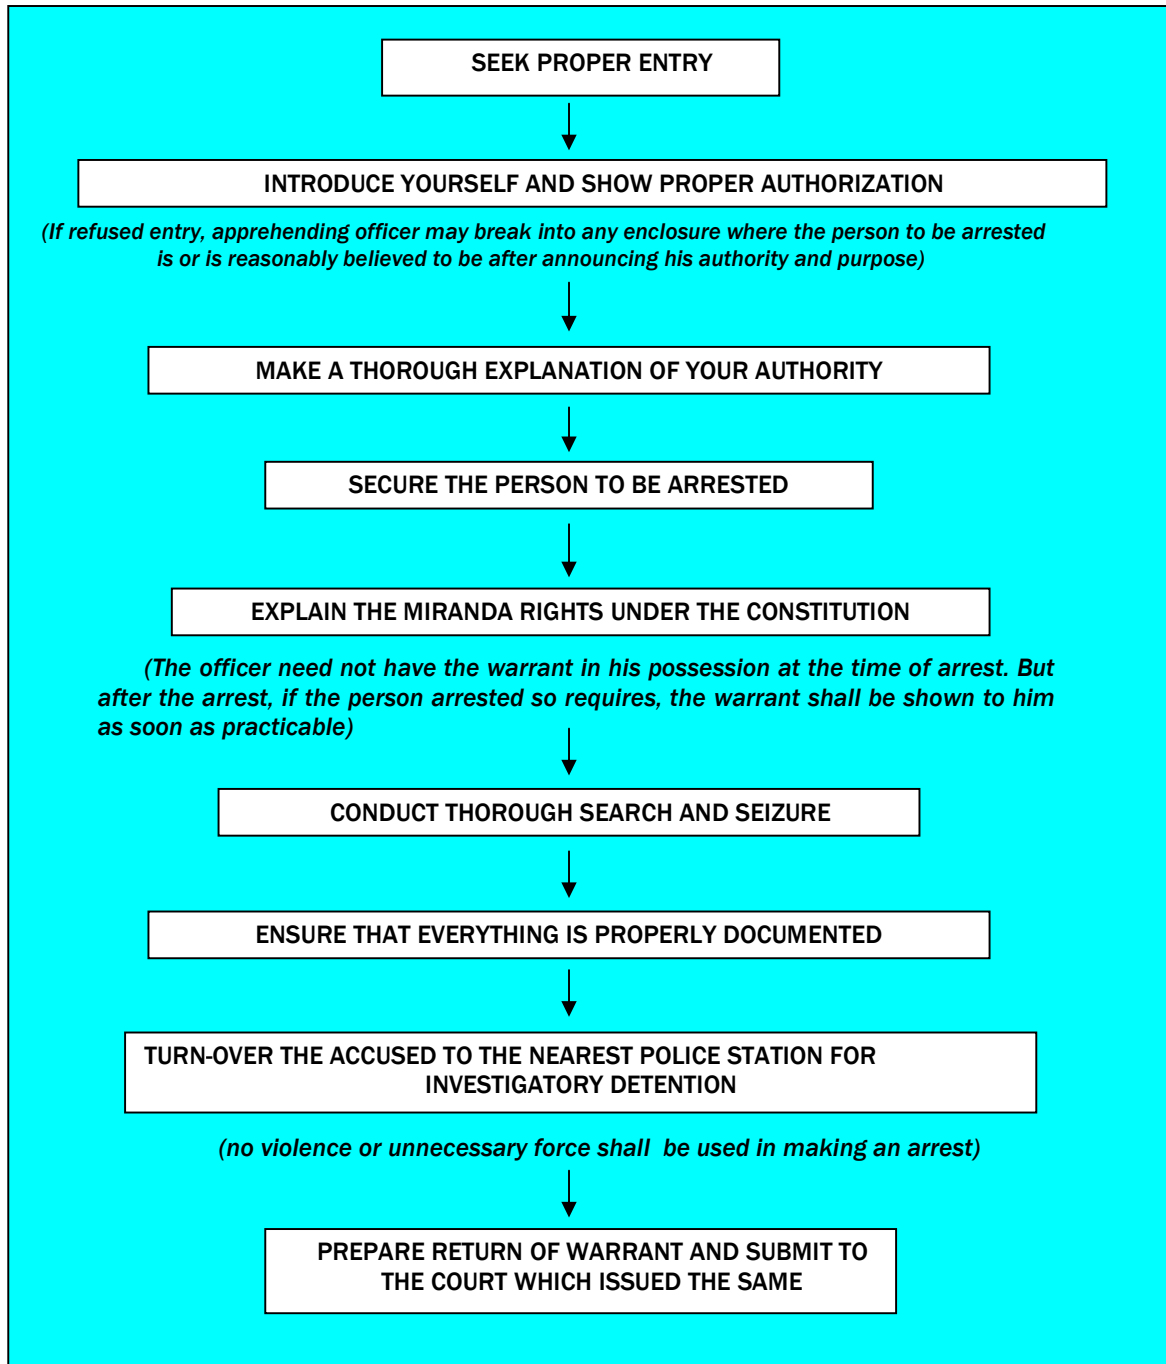 SEEK PROPER ENTRY
INTRODUCE YOURSELF AND SHOW PROPER AUTHORIZATION
(If refused entry, apprehending officer may break into any enclosure where the person to be arrested
is or is reasonably believed to be after announcing his authority and purpose)
MAKE A THOROUGH EXPLANATION OF YOUR AUTHORITY
SECURE THE PERSON TO BE ARRESTED
EXPLAIN THE MIRANDA RIGHTS UNDER THE CONSTITUTION
(The officer need not have the warrant in his possession at the time of arrest. But
after the arrest, if the person arrested so requires, the warrant shall be shown to him
as soon as practicable)
CONDUCT THOROUGH SEARCH AND SEIZURE
ENSURE THAT EVERYTHING IS PROPERLY DOCUMENTED
TURN-OVER THE ACCUSED TO THE NEAREST POLICE STATION FOR
INVESTIGATORY DETENTION
(no violence or unnecessary force shall be used in making an arrest)
PREPARE RETURN OF WARRANT AND SUBMIT TO
THE COURT WHICH ISSUED THE SAME